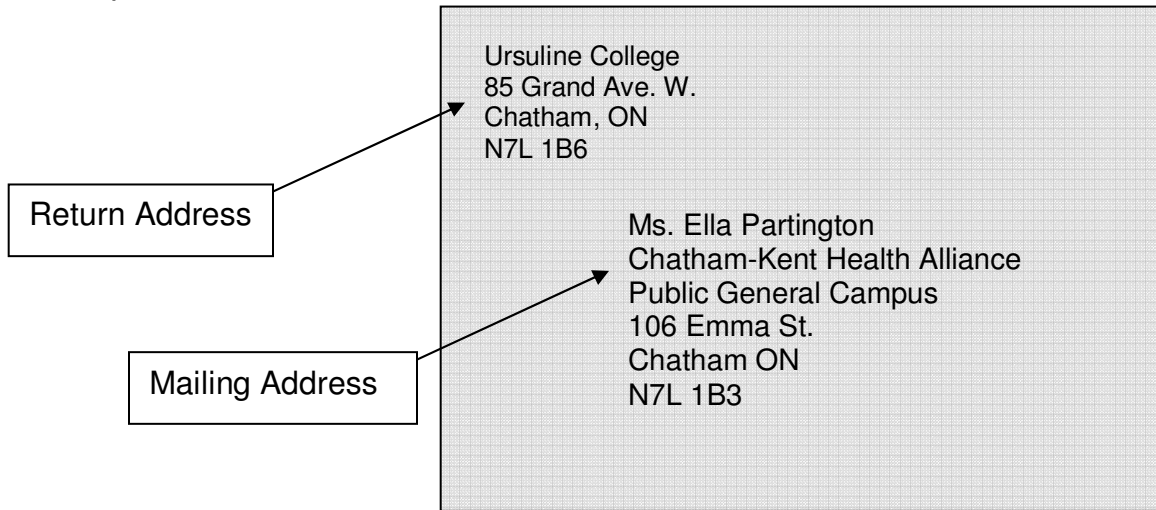 Ursuline College
85 Grand Ave. W.
Chatham, ON
N7L 1B6
Return Address
Ms. Ella Partington
Chatham-Kent Health Alliance
Public General Campus
106 Emma St.
Chatham ON
N7L 1B3
Mailing Address